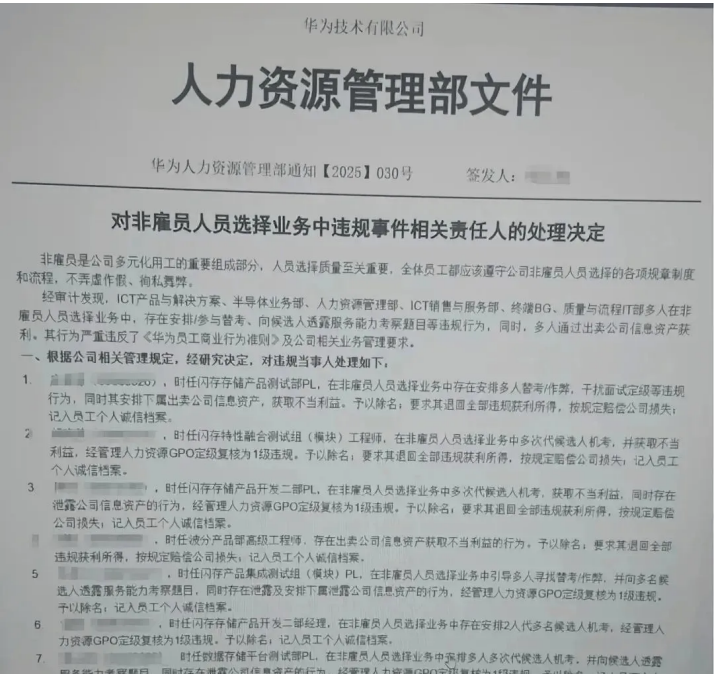 华为技术有限公司
人力资源管理部文件
华为人力资源管理部通知【2025】030号 签发人：
对非雇员人员选择业务中违规事件相关责任人的处理决定
非雇员是公司多元化用工的重要组成部分，人员选择质量至关重要，全体员工都应该遵守公司非雇员人员选择的各项规章制度
和流程，不弄虚作假、徇私舞弊。
经审计发现，ICT产品与解决方案、半导体业务部、人力资源管理部、ICT销售与服务部、终端BG、质量与流程IT部多人在非
雇员人员选择业务中，存在安排/参与替考、向候选人透露服务能力考察题目等违规行为，同时，多人通过出卖公司信息资产获
利。其行为严重违反了《华为员工商业行为准则》及公司相关业务管理要求。
一、根据公司相关管理规定，经研究决定，对违规当事人处理如下：
1. ，时任闪存存储产品测试部PL，在非雇员人员选择业务中存在安排多人替考/作弊、干扰面试定级等违规
行为，同时其安排下属出卖公司信息资产，获取不当利益。予以除名；要求其退回全部违规获利所得，按规定赔偿公司损失；
记入员工个人诚信档案。
2 ，时任闪存特性融合测试组（模块）工程师，在非雇员人员选择业务中多次代候选人机考，并获取不当
利益，经管理人力资源GPO定级复核为1级违规。予以除名；要求其退回全部违规获利所得，按规定赔偿公司损失；记入员工
个人诚信档案。
3 ，时任闪存存储产品开发二部PL，在非雇员人员选择业务中多次代候选人机考，获取不当利益，同时存在
泄露公司信息资产的行为，经管理人力资源GPO定级复核为1级违规。予以除名；要求其退回全部违规获利所得，按规定赔偿
公司损失；记入员工个人诚信档案。
，时任波分产品部高级工程师，存在出卖公司信息资产获取不当利益的行为。予以除名；要求其退回全部
违规获利所得，按规定赔偿公司损失；记入员工个人诚信档案。
5 ，时任闪存产品集成测试组（模块）PL，在非雇员人员选择业务中引导多人寻找替考/作弊，并向多名候
选人透露服务能力考察题目，同时存在泄露及安排下属泄露公司信息资产的行为，经管理人力资源GPO定级复核为1级违规。
予以除名；记入员工个人诚信档案。
6 ，时任闪存存储产品开发二部经理，在非雇员人员选择业务中存在安排2人代多名候选人机考，经管理人
力资源GPO定级复核为1级违规。予以除名；记入员工个人诚信档案。
7. 时任数据存储平台测试部PL，在非雇员人员选择业务中安排多人多次代候选人机考、并向候选人透露